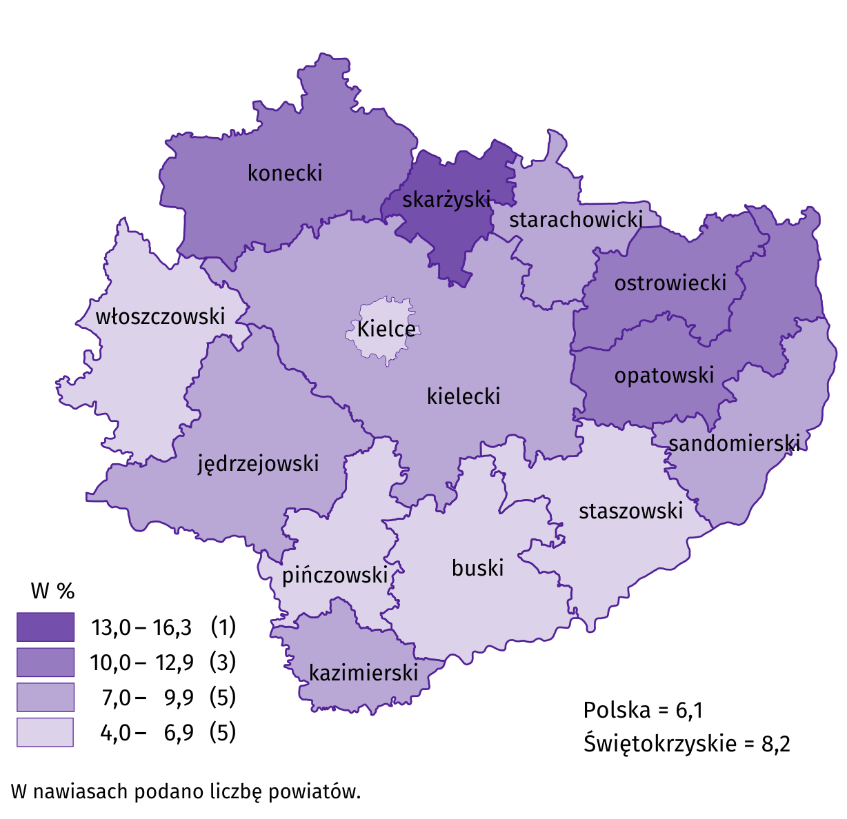 konecki
skarżyski
starachowicki
ostrowiecki
włoszczowski
Kielce
opatowski
kielecki
sandomierski
jędrzejowski
staszowski
buski
pińczowski
kazimierski
W %
13,0 – 16,3 (1)
10,0 – 12,9 (3)
7,0 – 9,9 (5)
4,0 – 6,9 (5)
Polska = 6,1
Świętokrzyskie = 8,2
W nawiasach podano liczbę powiatów.